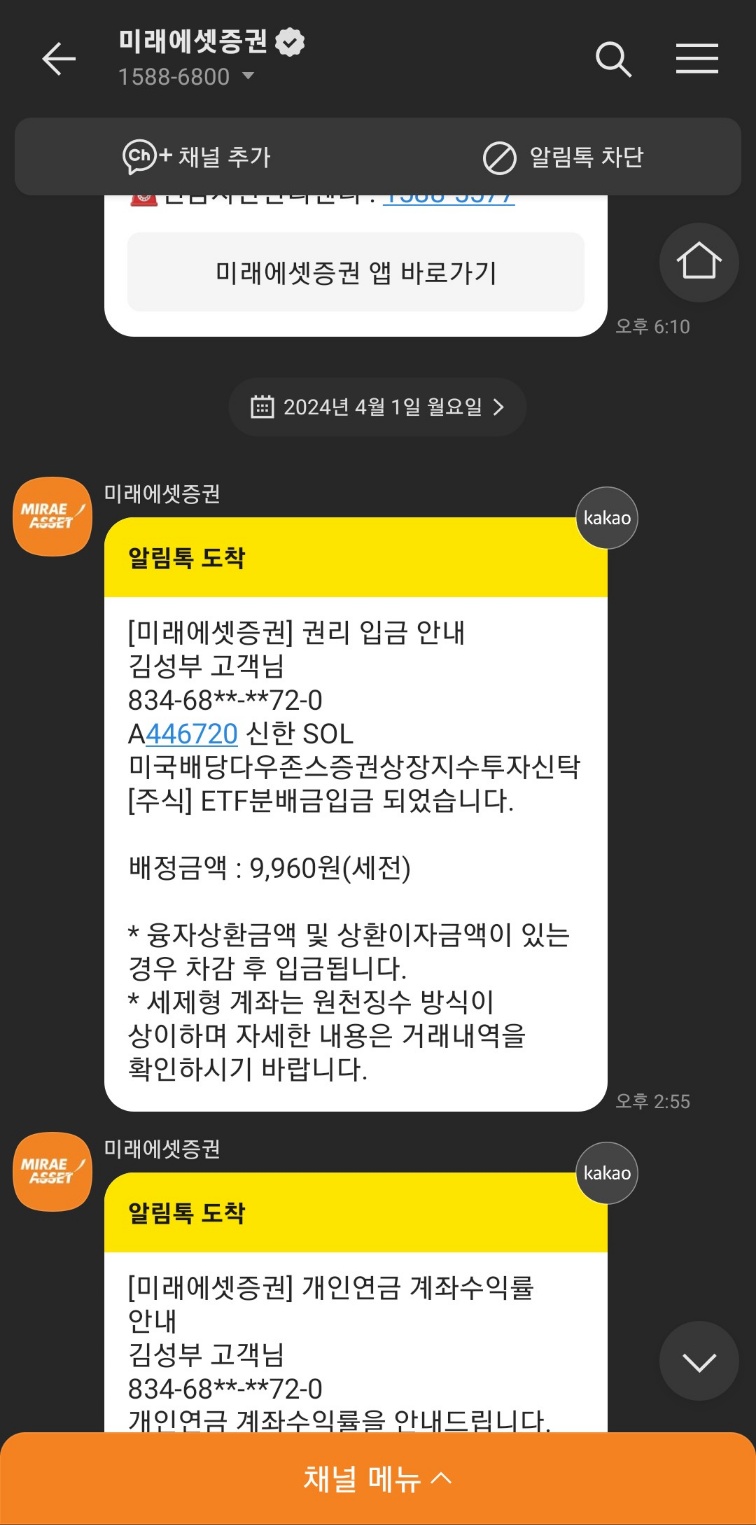 미래에셋증권
1588-6800
Ch+ 채널 추가
알림톡 차단
미래에셋증권 앱 바로가기
오후 6:10
2024년 4월 1일 월요일
미래에셋증권
MIRAE
ASSET
kakao
알림톡 도착
[미래에셋증권] 권리 입금 안내
김성부 고객님
834-68**-**72-0
A446720 신한 SOL
미국배당다우존스증권상장지수투자신탁
[주식] ETF분배금입금 되었습니다.
배정금액 : 9,960원(세전)
* 융자상환금액 및 상환이자금액이 있는
경우 차감 후 입금됩니다.
* 세제형 계좌는 원천징수 방식이
상이하며 자세한 내용은 거래내역을
확인하시기 바랍니다.
오후 2:55
미래에셋증권
MIRAE
ASSET
kakao
알림톡 도착
[미래에셋증권] 개인연금 계좌수익률
안내
김성부 고객님
834-68**-**72-0
개인연금 계좌수익률을 안내드립니다.
채널 메뉴